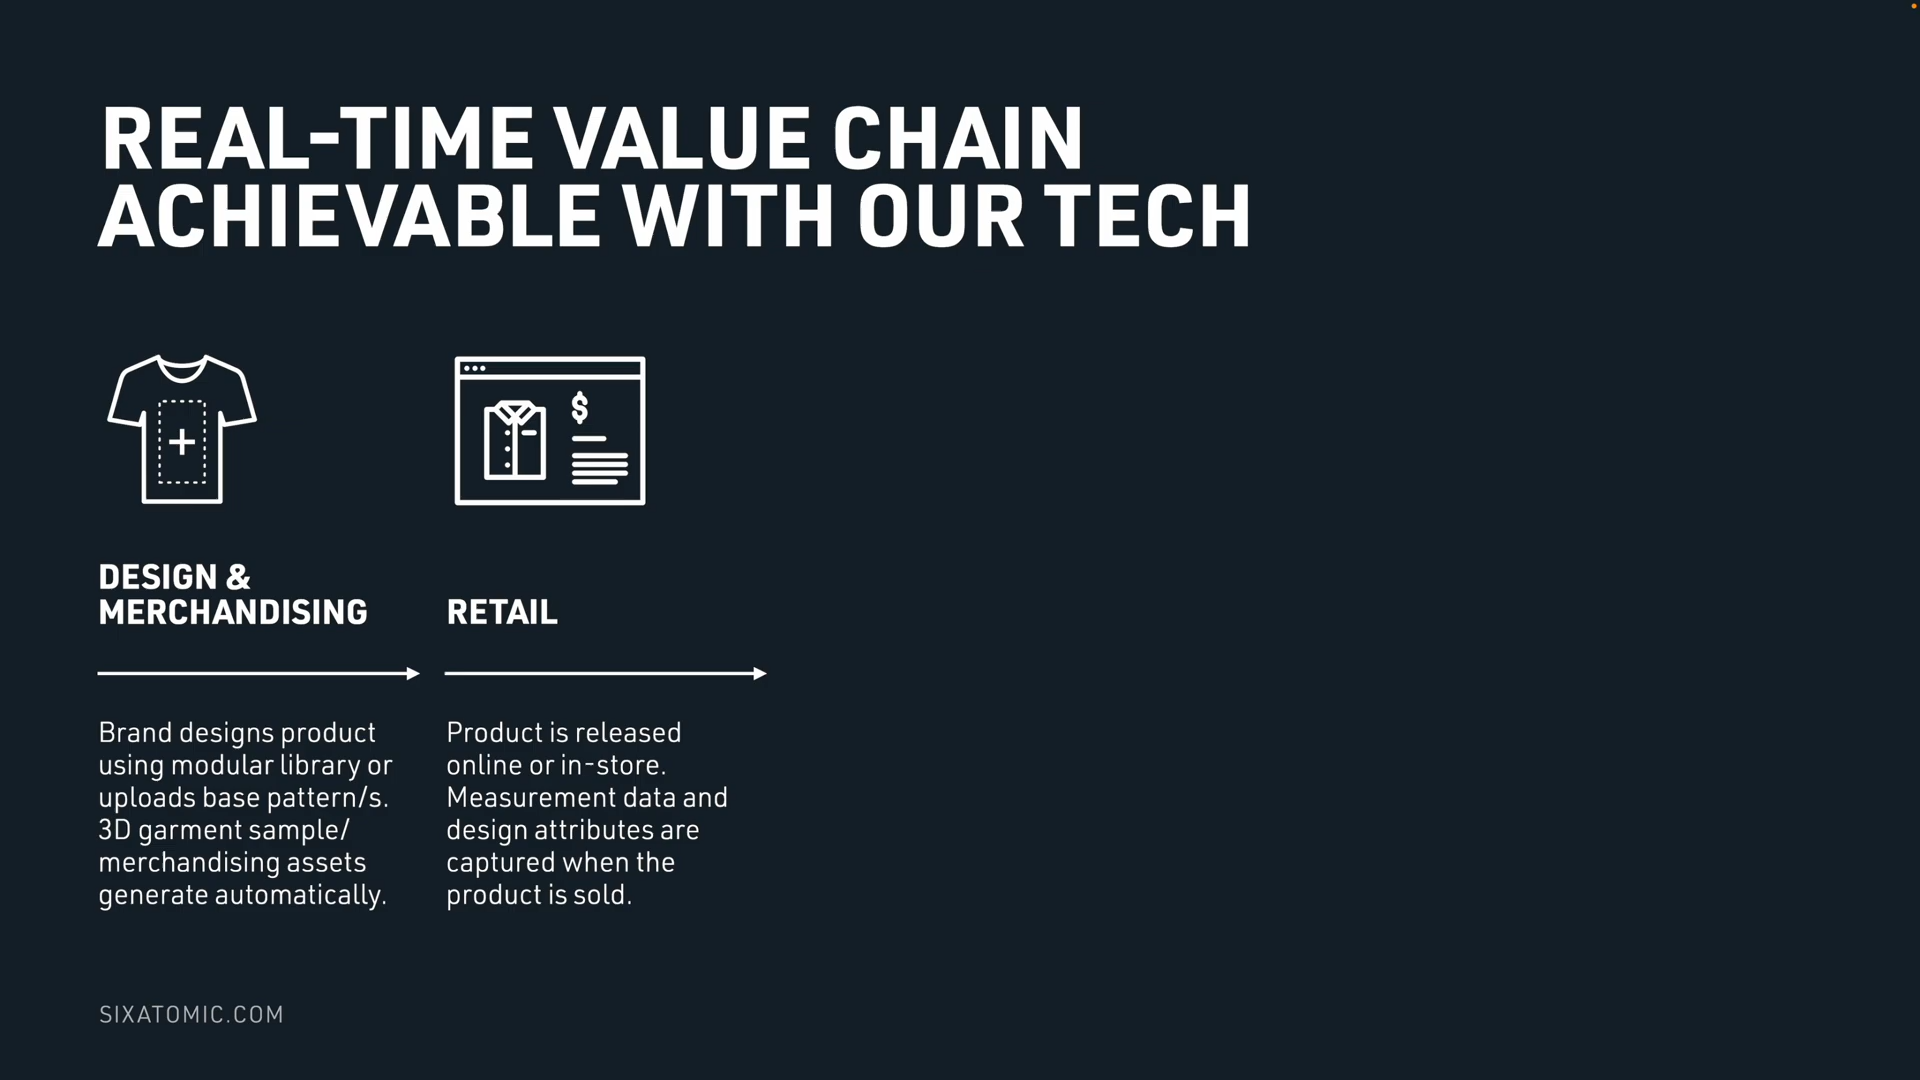 REAL-TIME VALUE CHAIN
ACHIEVABLE WITH OUR TECH
$
DESIGN &
MERCHANDISING
Brand designs product
using modular library or
uploads base pattern/s.
3D garment sample/
merchandising assets
generate automatically.
RETAIL
Product is released
online or in-store.
Measurement data and
design attributes are
captured when the
product is sold.
SIXATOMIC.COM